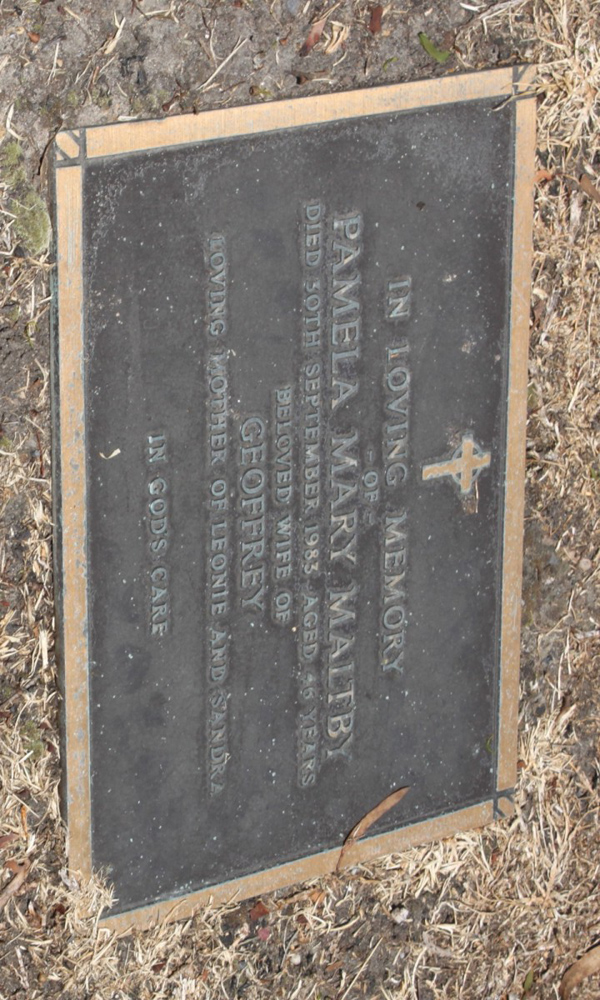 IN LOVING MEMORY
- OF -
PAMELA MARY MALTBY
DIED 30TH SEPTEMBER 1985 AGED 46 YEARS
BELOVED WIFE OF
GEOFFREY
LOVING MOTHER OF LEONIE AND SANDRA
IN GODS CARE